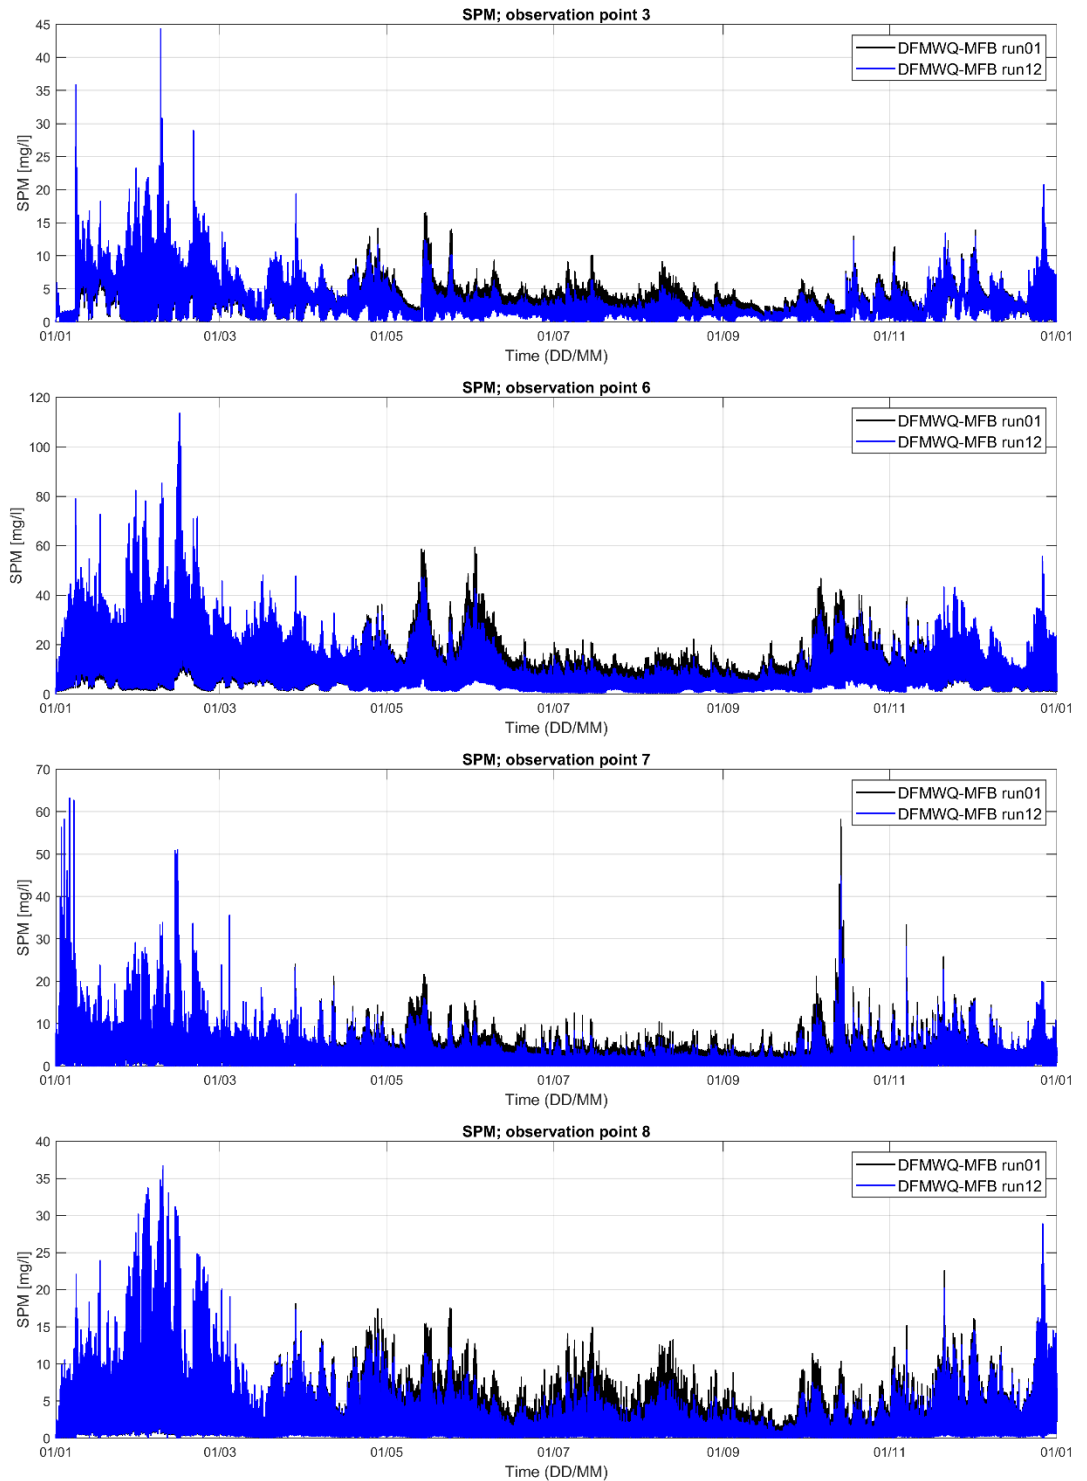 SPM; observation point 3
45
40
35
30
25
20
15
10
5
0
SPM [mg/l]
DFMWQ-MFB run01
DFMWQ-MFB run12
01/01 01/03 01/05 01/07 01/09 01/11 01/01
Time (DD/MM)
SPM; observation point 6
120
100
80
60
40
20
0
SPM [mg/l]
DFMWQ-MFB run01
DFMWQ-MFB run12
01/01 01/03 01/05 01/07 01/09 01/11 01/01
Time (DD/MM)
SPM; observation point 7
70
60
50
40
30
20
10
0
SPM [mg/l]
DFMWQ-MFB run01
DFMWQ-MFB run12
01/01 01/03 01/05 01/07 01/09 01/11 01/01
Time (DD/MM)
SPM; observation point 8
40
35
30
25
20
15
10
5
0
SPM [mg/l]
DFMWQ-MFB run01
DFMWQ-MFB run12
01/01 01/03 01/05 01/07 01/09 01/11 01/01
Time (DD/MM)